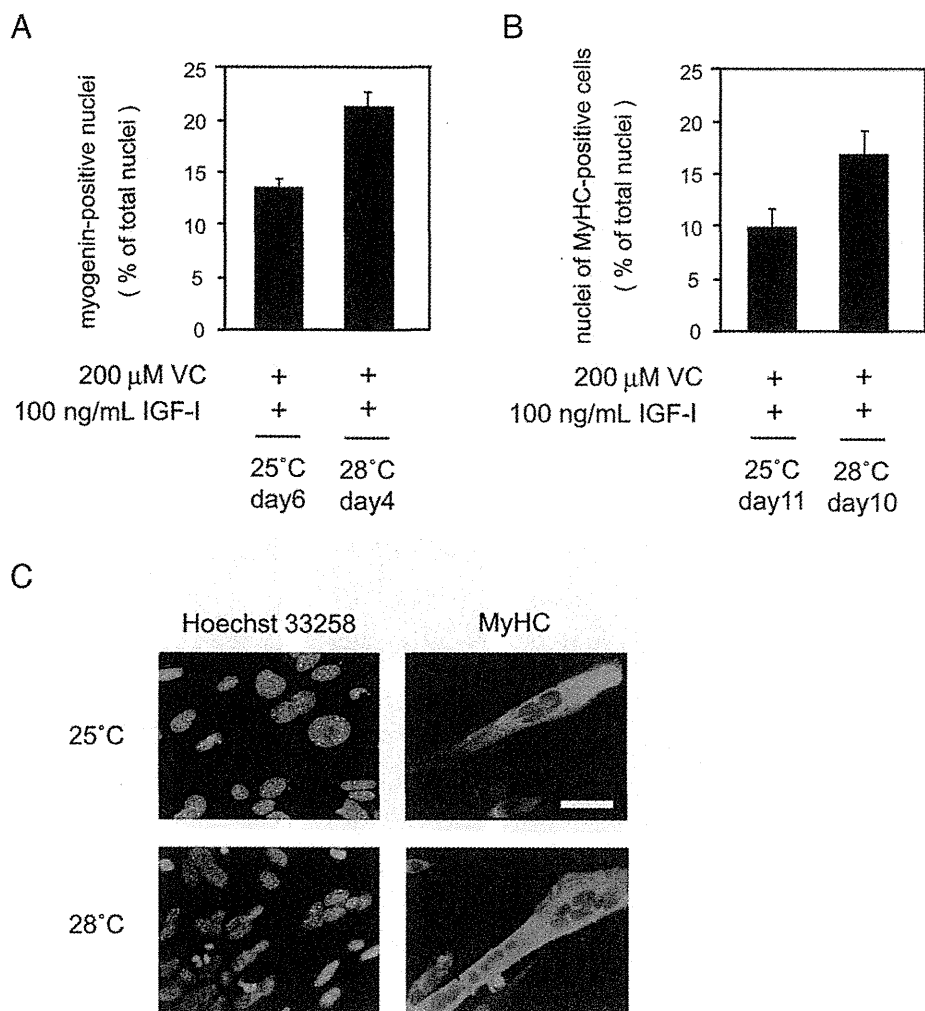 A
myogenin-positive nuclei
( % of total nuclei )
25
20
15
10
5
0
200 μM VC + +
100 ng/mL IGF-I + +
25°C 28°C
day6 day4
B
nuclei of MyHC-positive cells
( % of total nuclei )
25
20
15
10
5
0
200 μM VC + +
100 ng/mL IGF-I + +
25°C 28°C
day11 day10
C
Hoechst 33258 MyHC
25°C
28°C